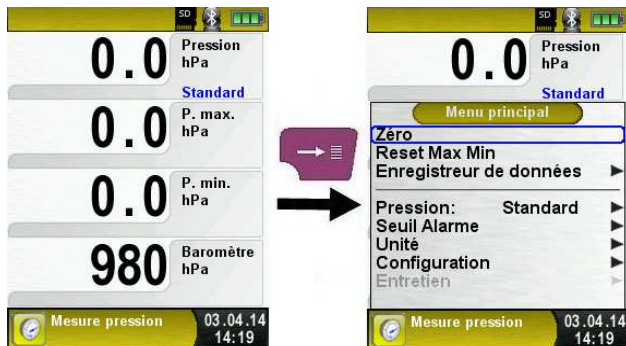 SD
0.0 Pression hPa
Standard
0.0 P. max. hPa
0.0 P. min. hPa
980 Baromètre hPa
Mesure pression 03.04.14
14:19
SD
0.0 Pression hPa
Standard
Menu principal
Zéro
Reset Max Min
Enregistreur de données
Pression: Standard
Seuil Alarme
Unité
Configuration
Entretien
Mesure pression 03.04.14
14:19